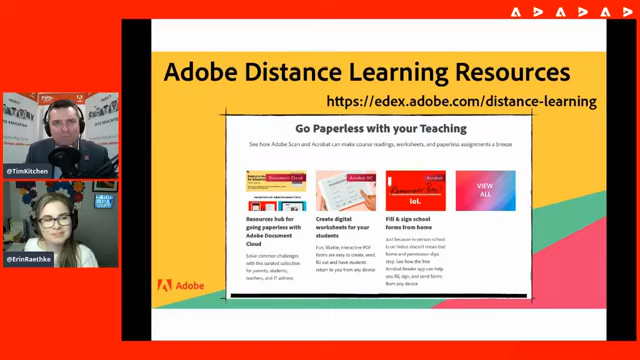 Adobe Distance Learning Resources
https://edex.adobe.com/distance-learning
Go Paperless with your Teaching
See how Adobe Scan and Acrobat can make course readings, worksheets, and paperless assignments a breeze.
Document Cloud
Acrobat DC
Acrobat
lol.
VIEW
ALL
Resources hub for
going paperless with
Adobe Document
Cloud
Solve common challenges
with this curated collection
for parents, students,
teachers, and IT admins.
Create digital
worksheets for your
students
Fun, fillable, interactive PDF
forms are easy to create, send,
fill out and have students
return to you from any device
Fill & sign school
forms from home
Just because in-person school
is on hiatus doesn't mean that
forms and permission slips
stop. See how the free
Acrobat Reader app can help
you fill, sign, and send forms
from any device
@TimKitchen
@ErinRaethke
Adobe